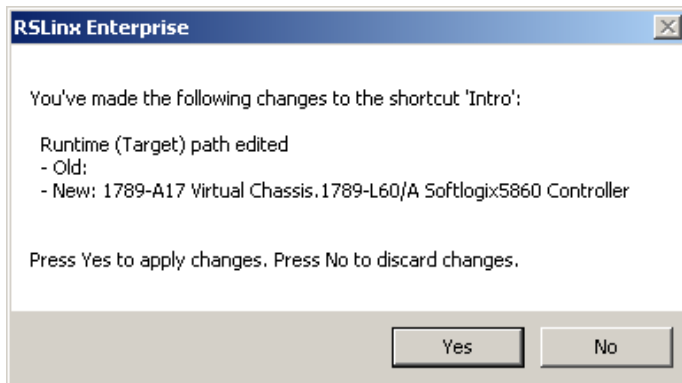 RSLinx Enterprise
You've made the following changes to the shortcut 'Intro':
Runtime (Target) path edited
- Old:
- New: 1789-A17 Virtual Chassis.1789-L60/A Softlogix5860 Controller
Press Yes to apply changes. Press No to discard changes.
Yes
No